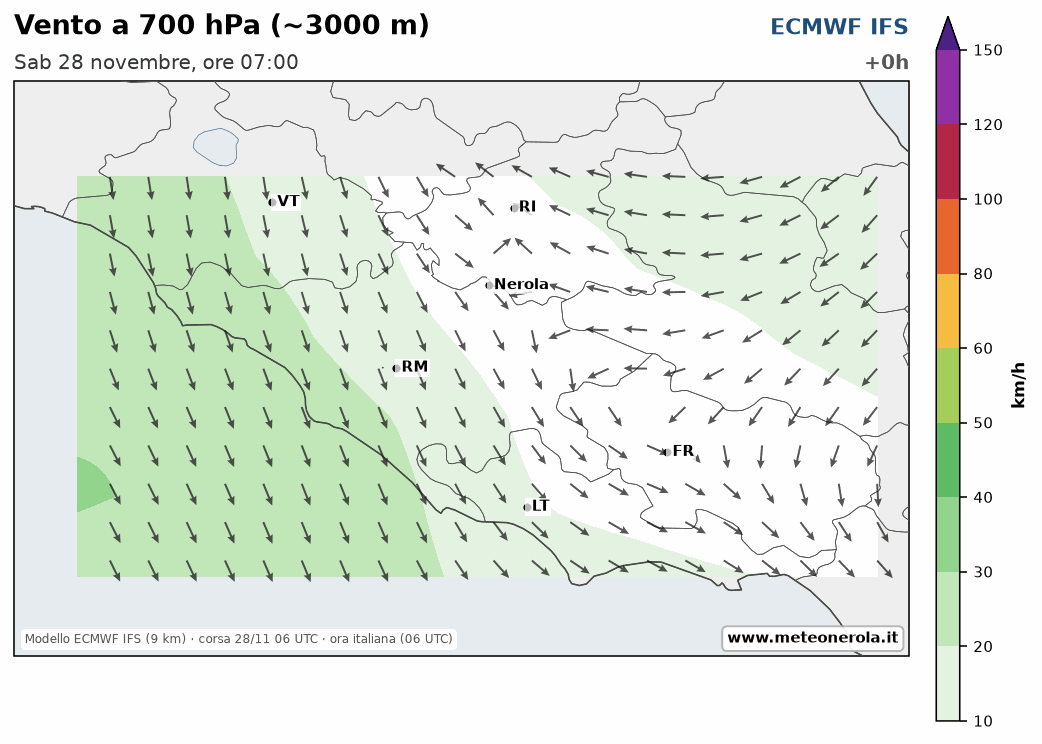 Vento a 700 hPa (~3000 m)
ECMWF IFS
Sab 28 novembre, ore 07:00
+0h
VT
RI
Nerola
RM
FR
LT
150
120
100
80
60
50
40
30
20
10
km/h
Modello ECMWF IFS (9 km) · corsa 28/11 06 UTC · ora italiana (06 UTC)
www.meteonerola.it